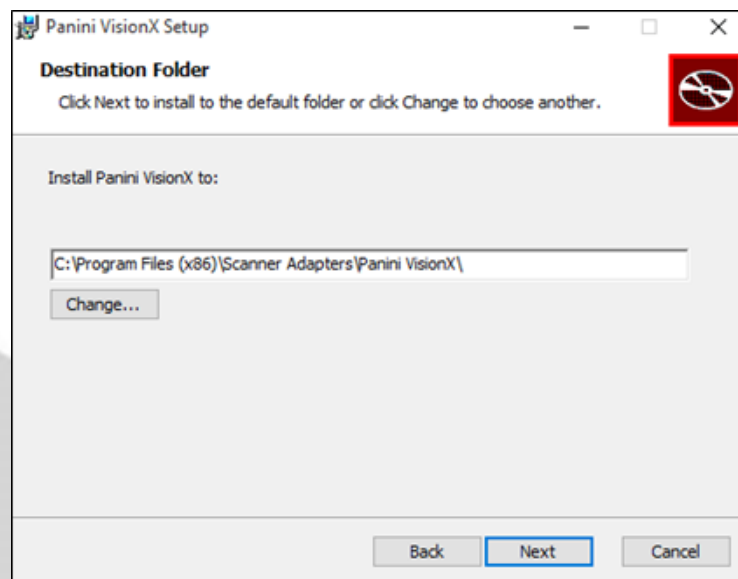 Panini VisionX Setup
Destination Folder
Click Next to install to the default folder or click Change to choose another.
Install Panini VisionX to:
C:\Program Files (x86)\Scanner Adapters\Panini VisionX\
Change...
Back Next Cancel